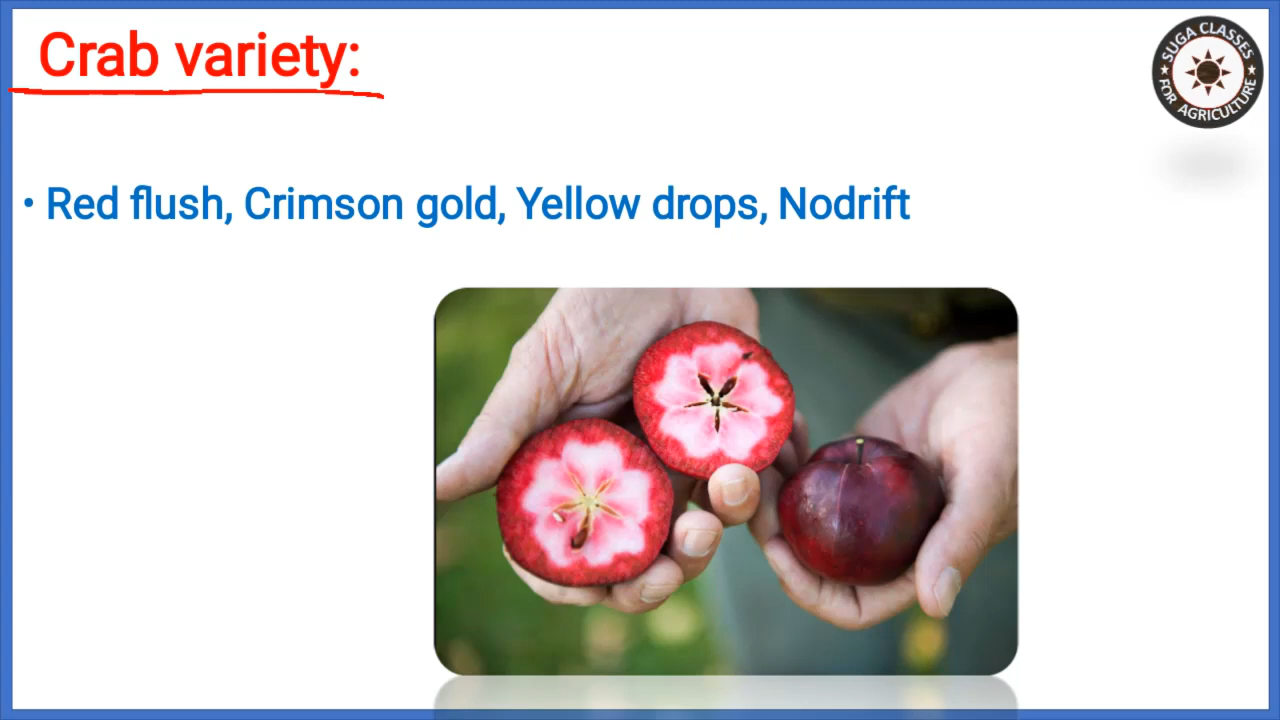 Crab variety:
SUGA CLASSES
FOR AGRICULTURE
• Red flush, Crimson gold, Yellow drops, Nodrift